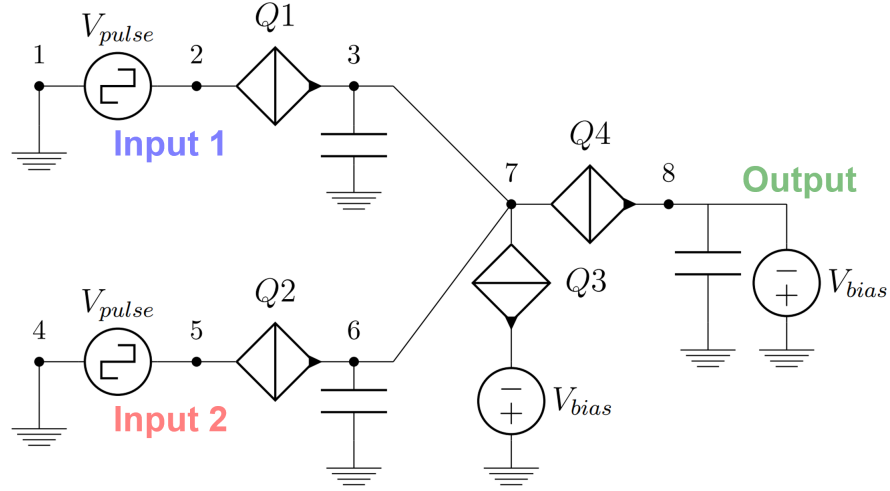 V_pulse
Q1
1
2
3
Input 1
Q4
7
8
Output
V_pulse
Q2
Q3
− +
V_bias
4
5
6
− +
V_bias
Input 2